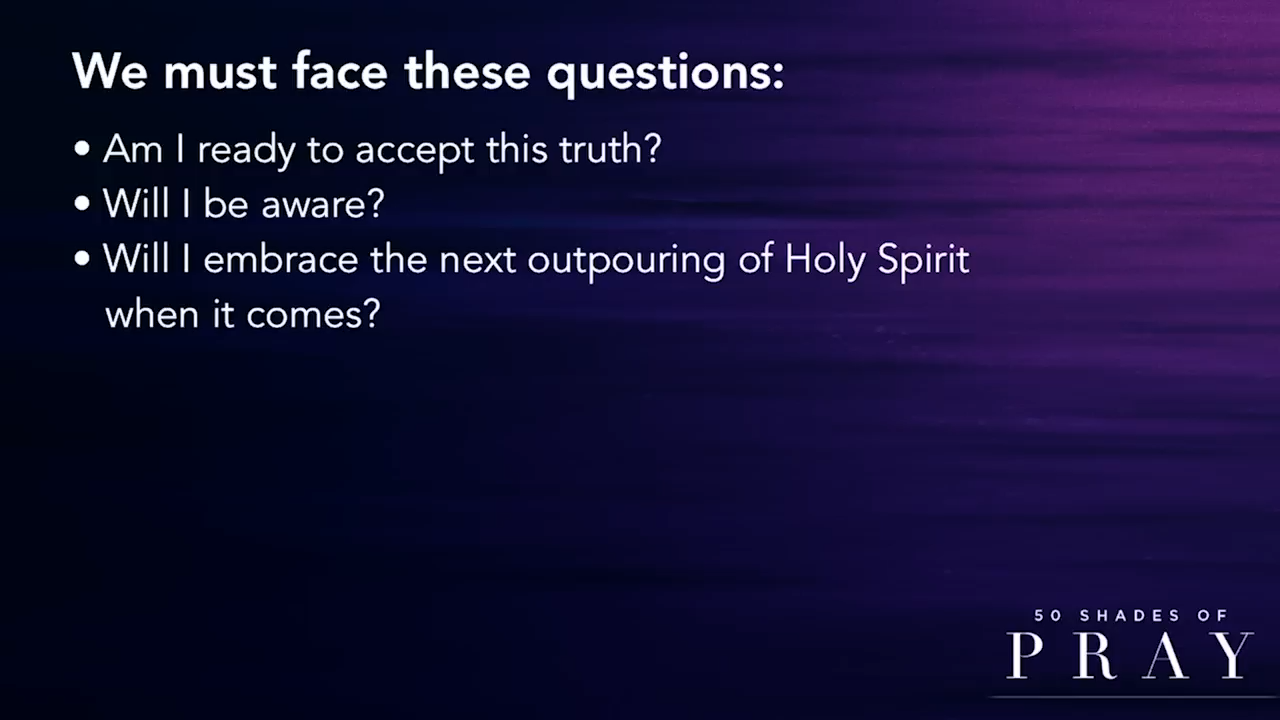 We must face these questions:
• Am I ready to accept this truth?
• Will I be aware?
• Will I embrace the next outpouring of Holy Spirit
when it comes?
50 SHADES OF
PRAY